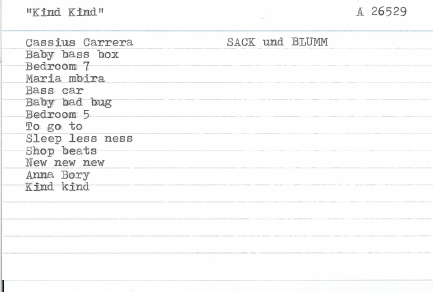 "Kind Kind" A 26529
Cassius Carrera SACK und BLUMM
Baby bass box
Bedroom 7
Maria mbira
Bass car
Baby bad bug
Bedroom 5
To go to
Sleep less ness
Shop beats
New new new
Anna Bory
Kind kind